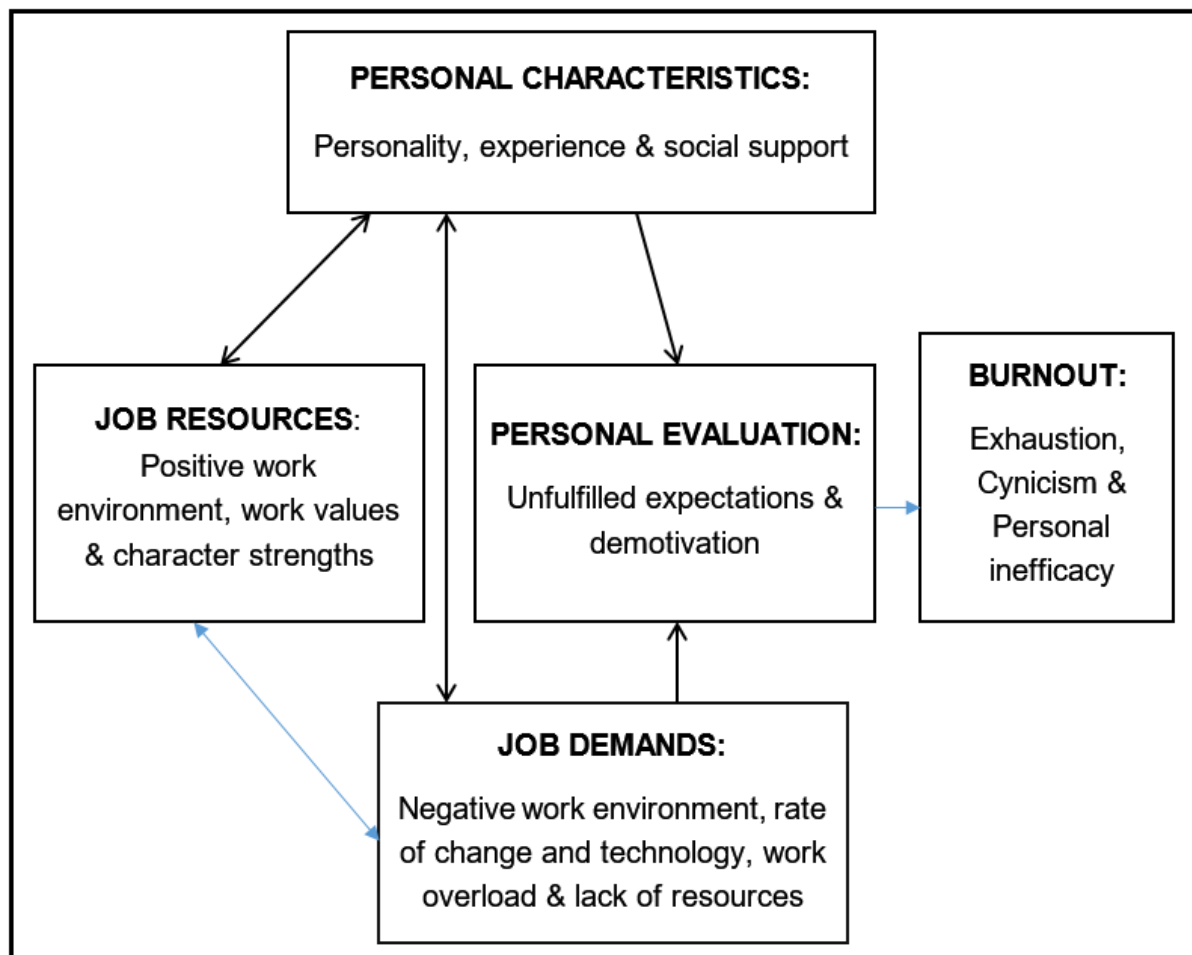 PERSONAL CHARACTERISTICS:
Personality, experience & social support
JOB RESOURCES:
Positive work
environment, work values
& character strengths
PERSONAL EVALUATION:
Unfulfilled expectations &
demotivation
BURNOUT:
Exhaustion,
Cynicism &
Personal
inefficacy
JOB DEMANDS:
Negative work environment, rate
of change and technology, work
overload & lack of resources